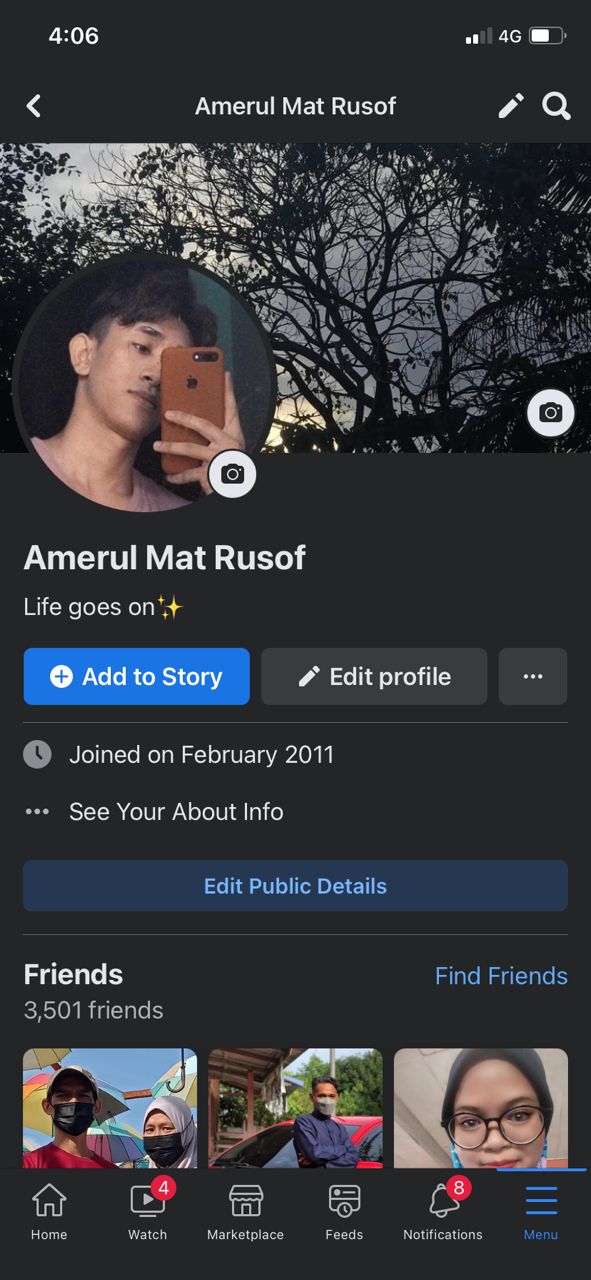 4:06
4G
Amerul Mat Rusof
Amerul Mat Rusof
Life goes on✨
Add to Story
Edit profile
Joined on February 2011
See Your About Info
Edit Public Details
Friends
Find Friends
3,501 friends
4
8
Home
Watch
Marketplace
Feeds
Notifications
Menu